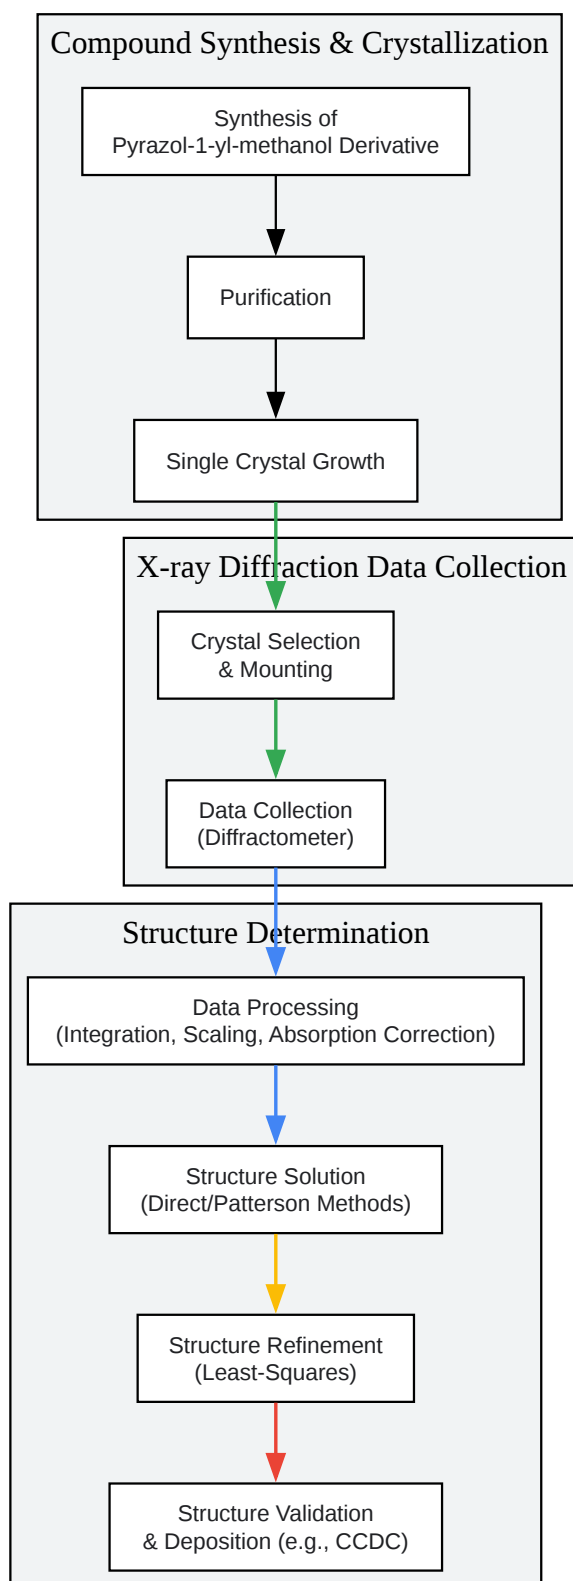 Compound Synthesis & Crystallization
Synthesis of
Pyrazol-1-yl-methanol Derivative
Purification
Single Crystal Growth
X-ray Diffraction Data Collection
Crystal Selection
& Mounting
Data Collection
(Diffractometer)
Structure Determination
Data Processing
(Integration, Scaling, Absorption Correction)
Structure Solution
(Direct/Patterson Methods)
Structure Refinement
(Least-Squares)
Structure Validation
& Deposition (e.g., CCDC)